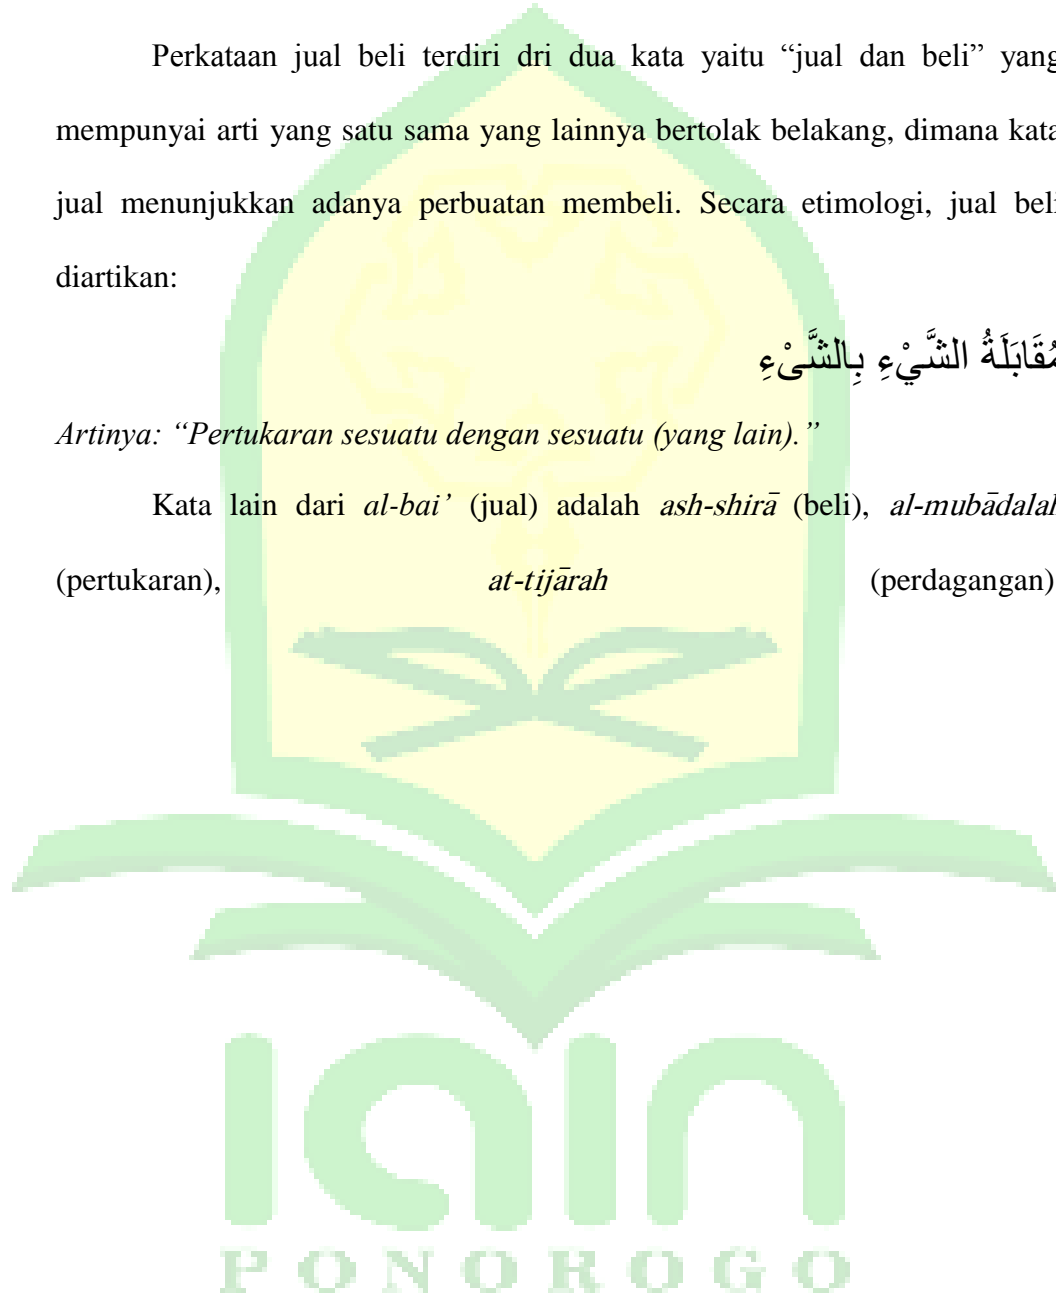 Perkataan jual beli terdiri dri dua kata yaitu “jual dan beli” yang
mempunyai arti yang satu sama yang lainnya bertolak belakang, dimana kata
jual menunjukkan adanya perbuatan membeli. Secara etimologi, jual beli
diartikan:
مُقَابَلَةُ الشَّيْءِ بِالشَّىْءِ
Artinya: “Pertukaran sesuatu dengan sesuatu (yang lain).”
Kata lain dari al-bai’ (jual) adalah ash-shirā (beli), al-mubādalah
(pertukaran), at-tijārah (perdagangan)
iain
PONOROGO